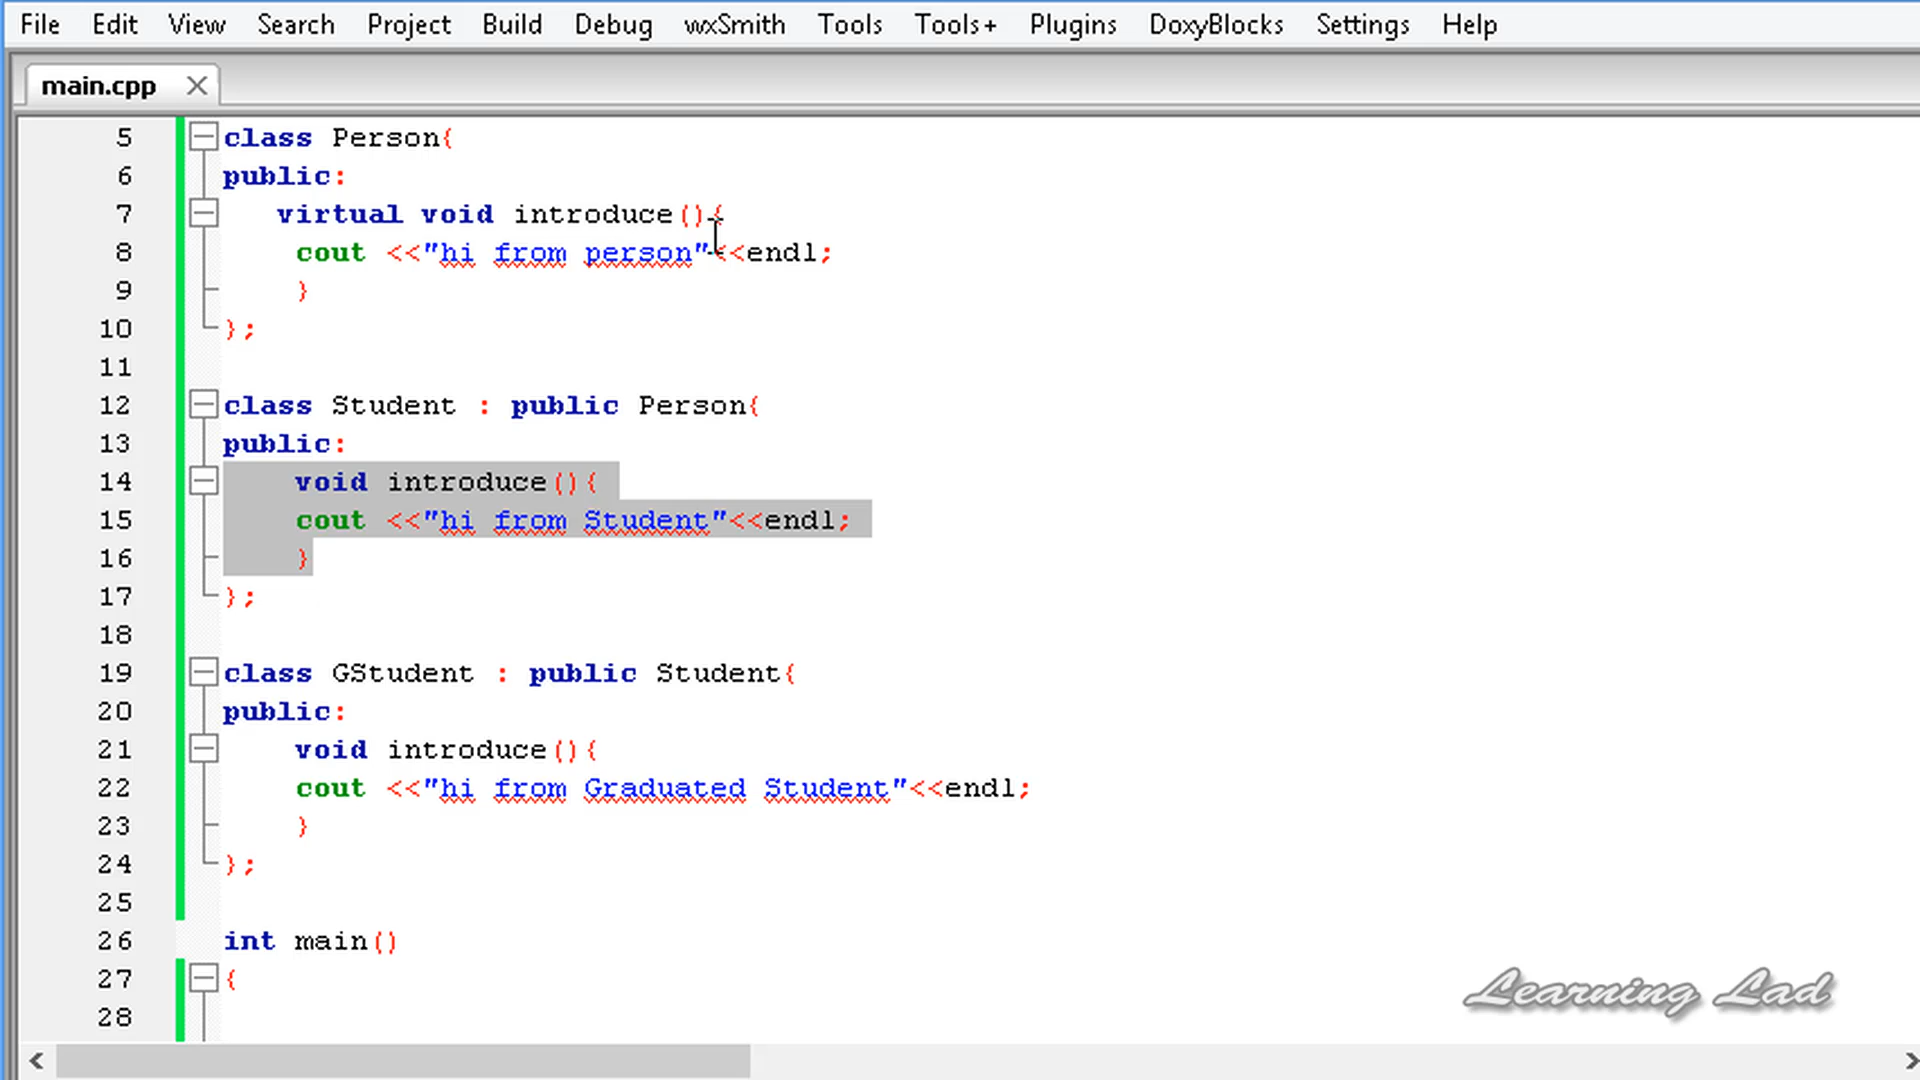 File Edit View Search Project Build Debug wxSmith Tools Tools+ Plugins DoxyBlocks Settings Help
main.cpp
5 class Person{
6 public:
7 virtual void introduce(){
8 cout <<"hi from person"<<endl;
9 }
10 };
11
12 class Student : public Person{
13 public:
14 void introduce(){
15 cout <<"hi from Student"<<endl;
16 }
17 };
18
19 class GStudent : public Student{
20 public:
21 void introduce(){
22 cout <<"hi from Graduated Student"<<endl;
23 }
24 };
25
26 int main()
27 {
28
Learning Lad